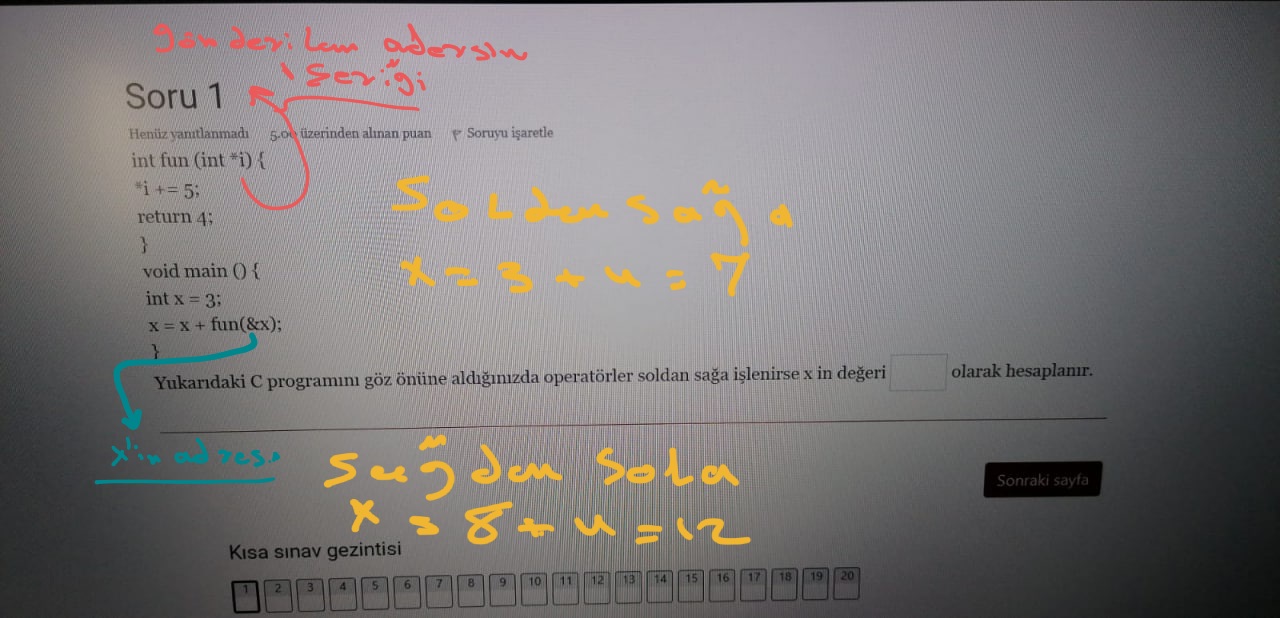 gönderilen adersin
içeriği
Soru 1
Henüz yanıtlanmadı 5,00 üzerinden alınan puan Soruyu işaretle
int fun (int *i) {
*i += 5;
return 4;
}
void main () {
int x = 3;
x = x + fun(&x);
}
Soldan sağa
x = 3 + 4 = 7
Yukarıdaki C programını göz önüne aldığınızda operatörler soldan sağa işlenirse x in değeri olarak hesaplanır.
x'in adresi
sağdan sola
x = 8 + 4 = 12
Sonraki sayfa
Kısa sınav gezintisi
1 2 3 4 5 6 7 8 9 10 11 12 13 14 15 16 17 18 19 20